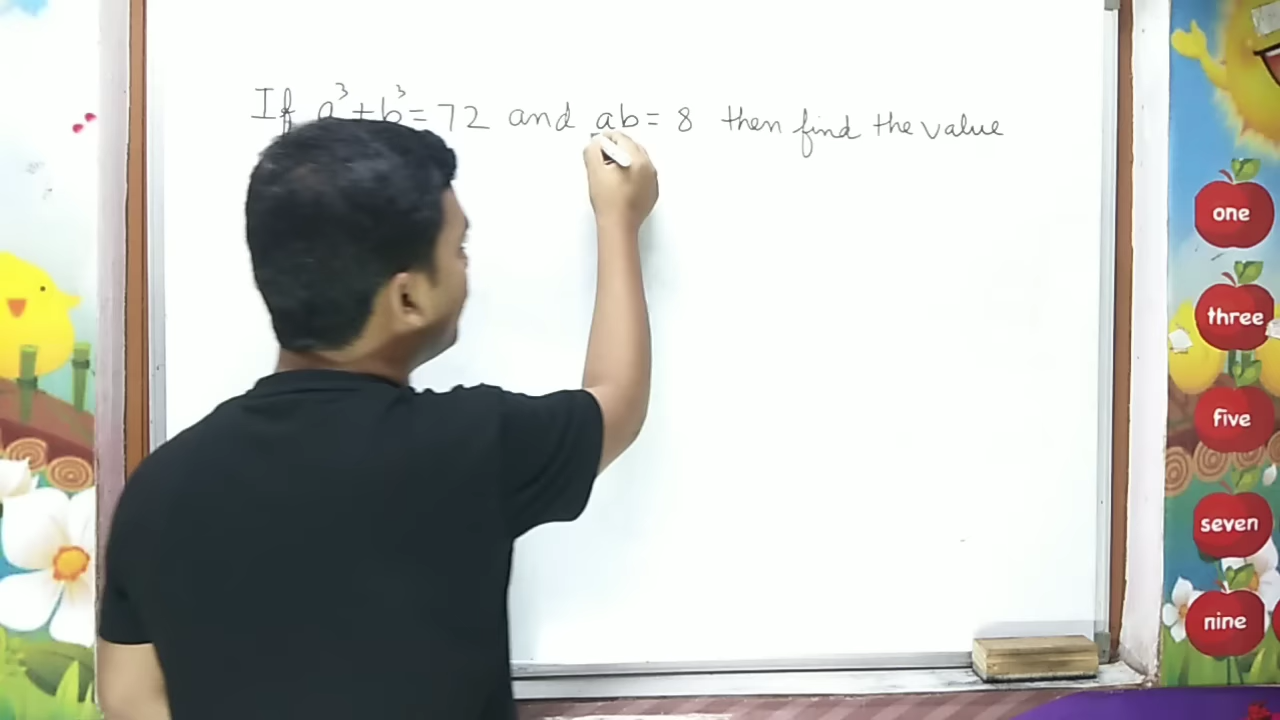 If a³ + b³ = 72 and ab = 8 then find the value
one
three
five
seven
nine